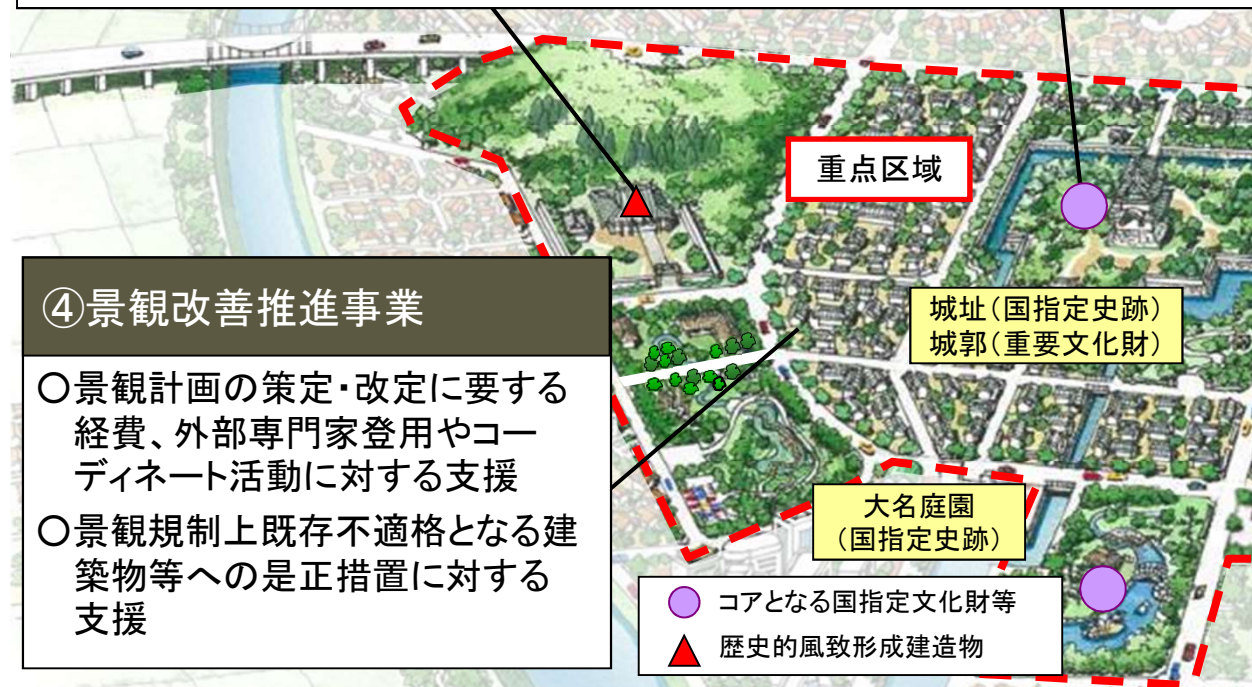 重点区域
④景観改善推進事業
〇景観計画の策定・改定に要する
経費、外部専門家登用やコー
ディネート活動に対する支援
〇景観規制上既存不適格となる建
築物等への是正措置に対する
支援
城址(国指定史跡)
城郭(重要文化財)
大名庭園
(国指定史跡)
コアとなる国指定文化財等
歴史的風致形成建造物